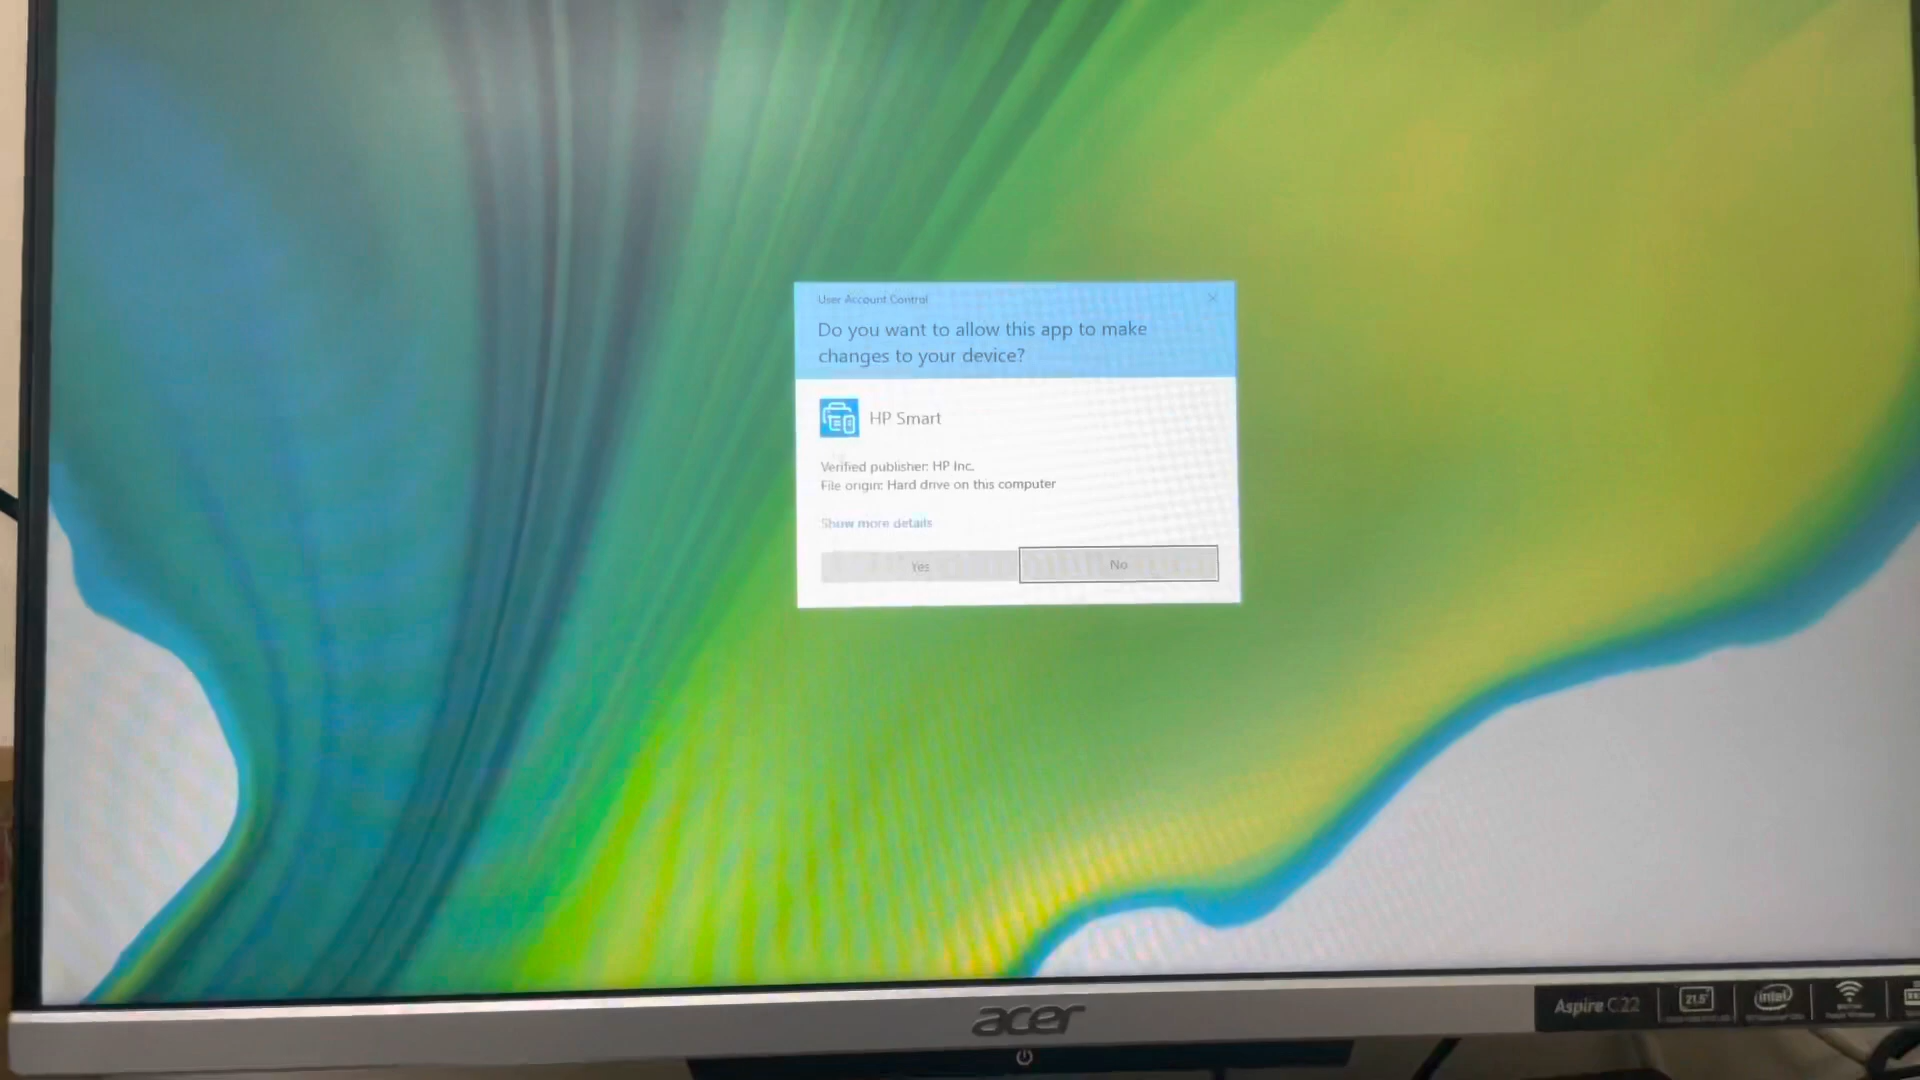 User Account Control
Do you want to allow this app to make
changes to your device?
HP Smart
Verified publisher: HP Inc.
File origin: Hard drive on this computer
Show more details
Yes
No
acer
Aspire C22
21.5"
intel